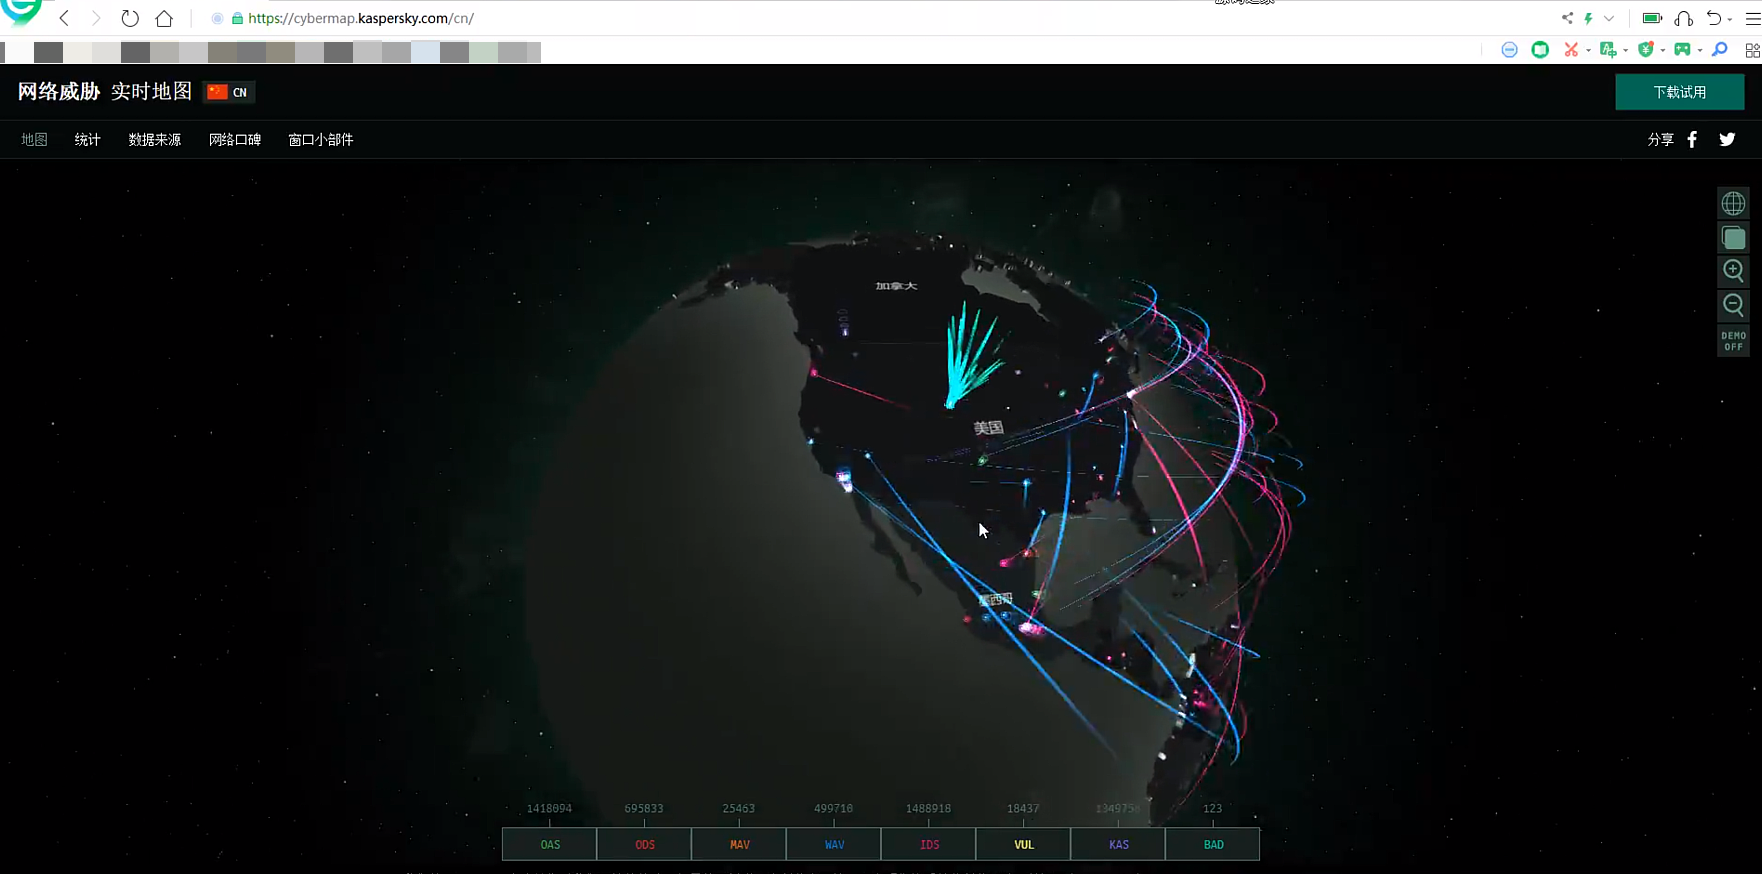 https://cybermap.kaspersky.com/cn/
网络威胁 实时地图 CN 下载试用
地图 统计 数据来源 网络口碑 窗口小部件 分享
加拿大
美国
墨西哥
DEMO
OFF
1418094 695833 25463 499710 1488918 18437 1349756 123
OAS ODS MAV WAV IDS VUL KAS BAD